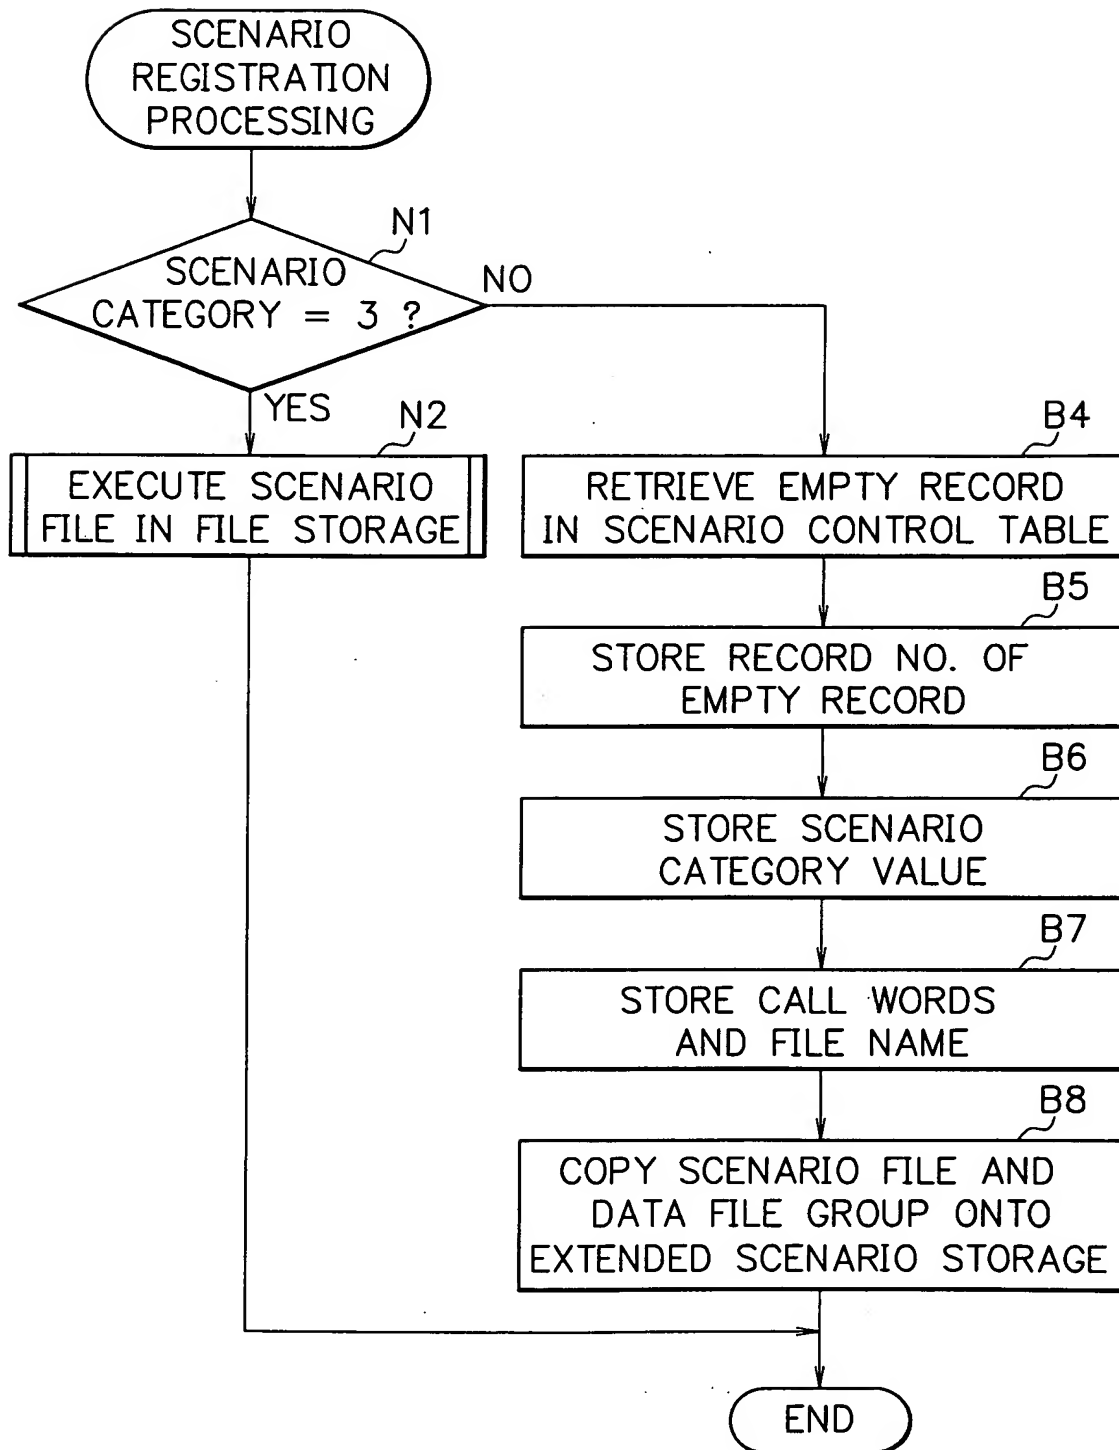 SCENARIO
REGISTRATION
PROCESSING
N1
SCENARIO
CATEGORY = 3 ?
NO
YES
N2
EXECUTE SCENARIO
FILE IN FILE STORAGE
B4
RETRIEVE EMPTY RECORD
IN SCENARIO CONTROL TABLE
B5
STORE RECORD NO. OF
EMPTY RECORD
B6
STORE SCENARIO
CATEGORY VALUE
B7
STORE CALL WORDS
AND FILE NAME
B8
COPY SCENARIO FILE AND
DATA FILE GROUP ONTO
EXTENDED SCENARIO STORAGE
END